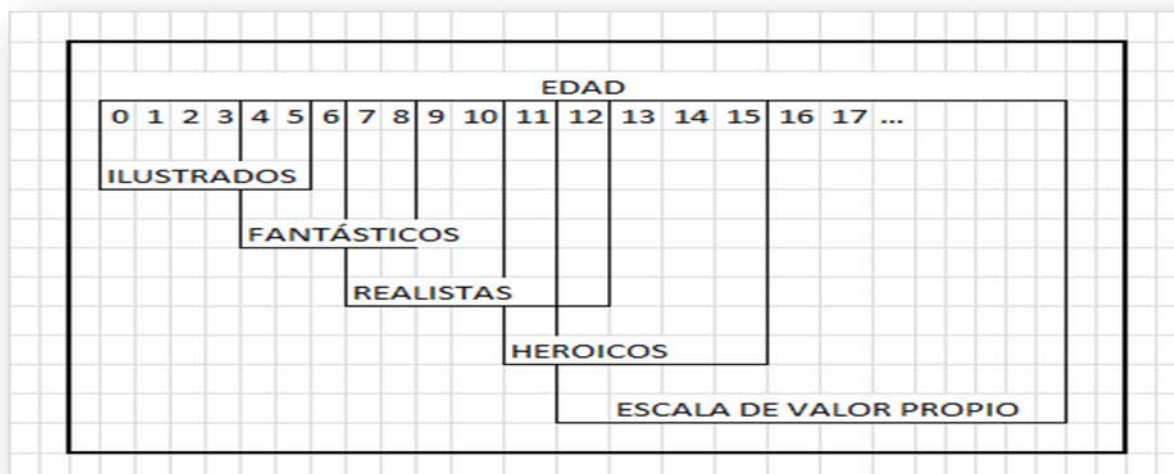 EDAD
0 1 2 3 4 5 6 7 8 9 10 11 12 13 14 15 16 17 ...
ILUSTRADOS
FANTÁSTICOS
REALISTAS
HEROICOS
ESCALA DE VALOR PROPIO